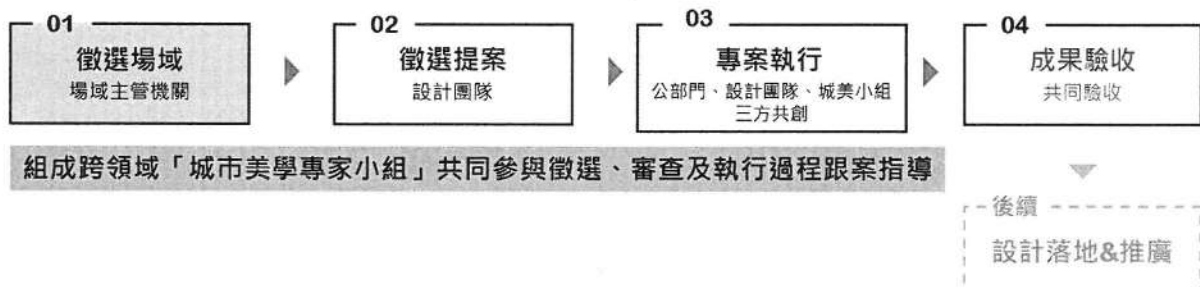 01
徵選場域
場域主管機關
02
徵選提案
設計團隊
03
專案執行
公部門、設計團隊、城美小組
三方共創
04
成果驗收
共同驗收
組成跨領域「城市美學專家小組」共同參與徵選、審查及執行過程跟案指導
後續
設計落地&推廣